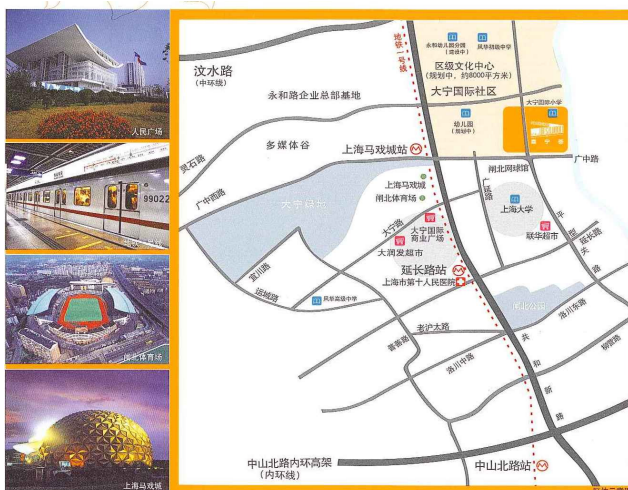 人民广场
99022
闸北体育场
上海马戏城
汶水路
(中环线)
地铁一号线
永和幼儿园分园
(建设中)
风华初级中学
区级文化中心
(规划中，约8000平方米)
大宁国际社区
永和路企业总部基地
大宁国际小学
幼儿园
(规划中)
多媒体谷
上海马戏城站
灵石路
广中路
闸北网球馆
广中西路
上海马戏城
闸北体育场
广延路
上海大学
大宁绿地
大宁路
大宁国际
商业广场
联华超市
平型关路
延长路
大润发超市
宜川路
延长路站
上海市第十人民医院
运城路
风华高级中学
闸北公园
洛川东路
老沪太路
普善路
洛川中路
共和新路
柳营路
中山北路内环高架
(内环线)
中山北路站